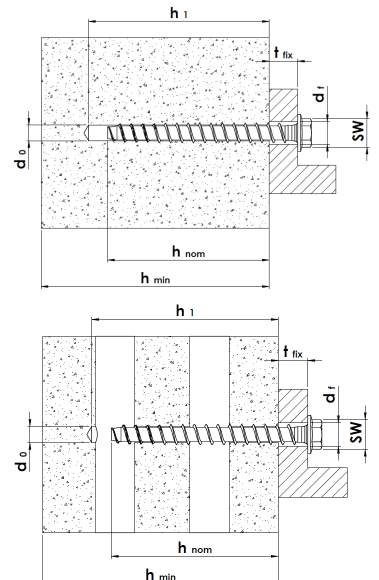 h 1
t fix
d f
SW
d 0
h nom
h min
h 1
t fix
d f
SW
d 0
h nom
h min